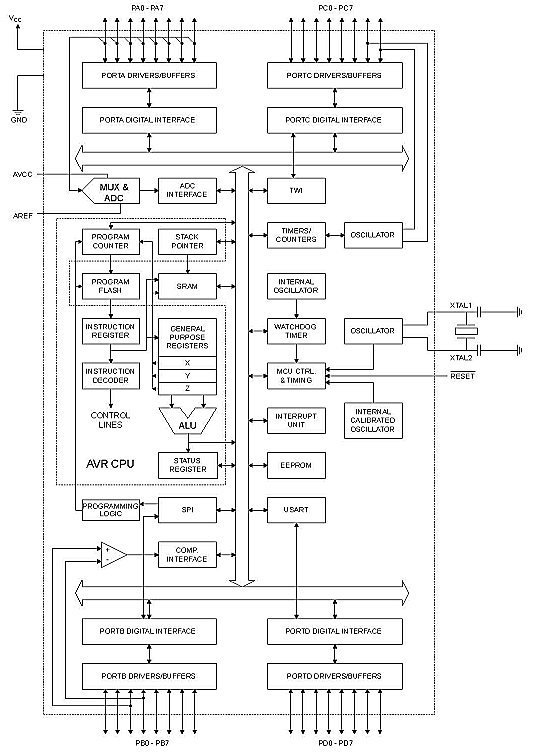 PA0 - PA7
PC0 - PC7
VCC
GND
PORTA DRIVERS/BUFFERS
PORTC DRIVERS/BUFFERS
PORTA DIGITAL INTERFACE
PORTC DIGITAL INTERFACE
AVCC
AREF
MUX &
ADC
ADC
INTERFACE
TWI
PROGRAM
COUNTER
STACK
POINTER
TIMERS/
COUNTERS
OSCILLATOR
PROGRAM
FLASH
SRAM
INTERNAL
OSCILLATOR
XTAL1
INSTRUCTION
REGISTER
GENERAL
PURPOSE
REGISTERS
WATCHDOG
TIMER
OSCILLATOR
XTAL2
X
Y
Z
INSTRUCTION
DECODER
MCU CTRL.
& TIMING
RESET
CONTROL
LINES
ALU
INTERRUPT
UNIT
INTERNAL
CALIBRATED
OSCILLATOR
AVR CPU
STATUS
REGISTER
EEPROM
PROGRAMMING
LOGIC
SPI
USART
+
-
COMP.
INTERFACE
PORTB DIGITAL INTERFACE
PORTD DIGITAL INTERFACE
PORTB DRIVERS/BUFFERS
PORTD DRIVERS/BUFFERS
PB0 - PB7
PD0 - PD7